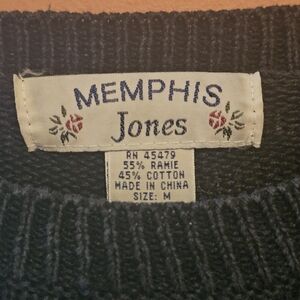 MEMPHIS
Jones
RN 45479
55% RAMIE
45% COTTON
MADE IN CHINA
SIZE: M